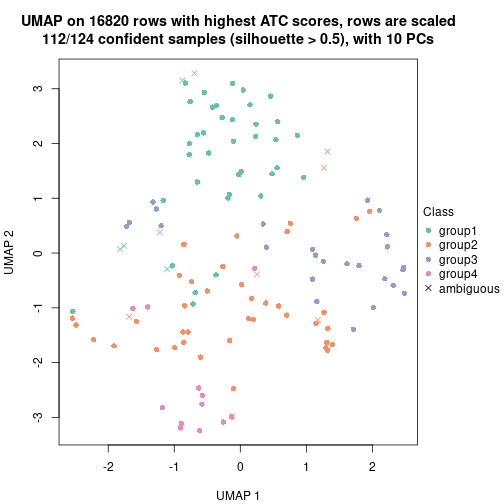 UMAP on 16820 rows with highest ATC scores, rows are scaled
112/124 confident samples (silhouette > 0.5), with 10 PCs
UMAP 2
3
2
1
0
-1
-2
-3
-2
-1
0
1
2
UMAP 1
Class
group1
group2
group3
group4
ambiguous